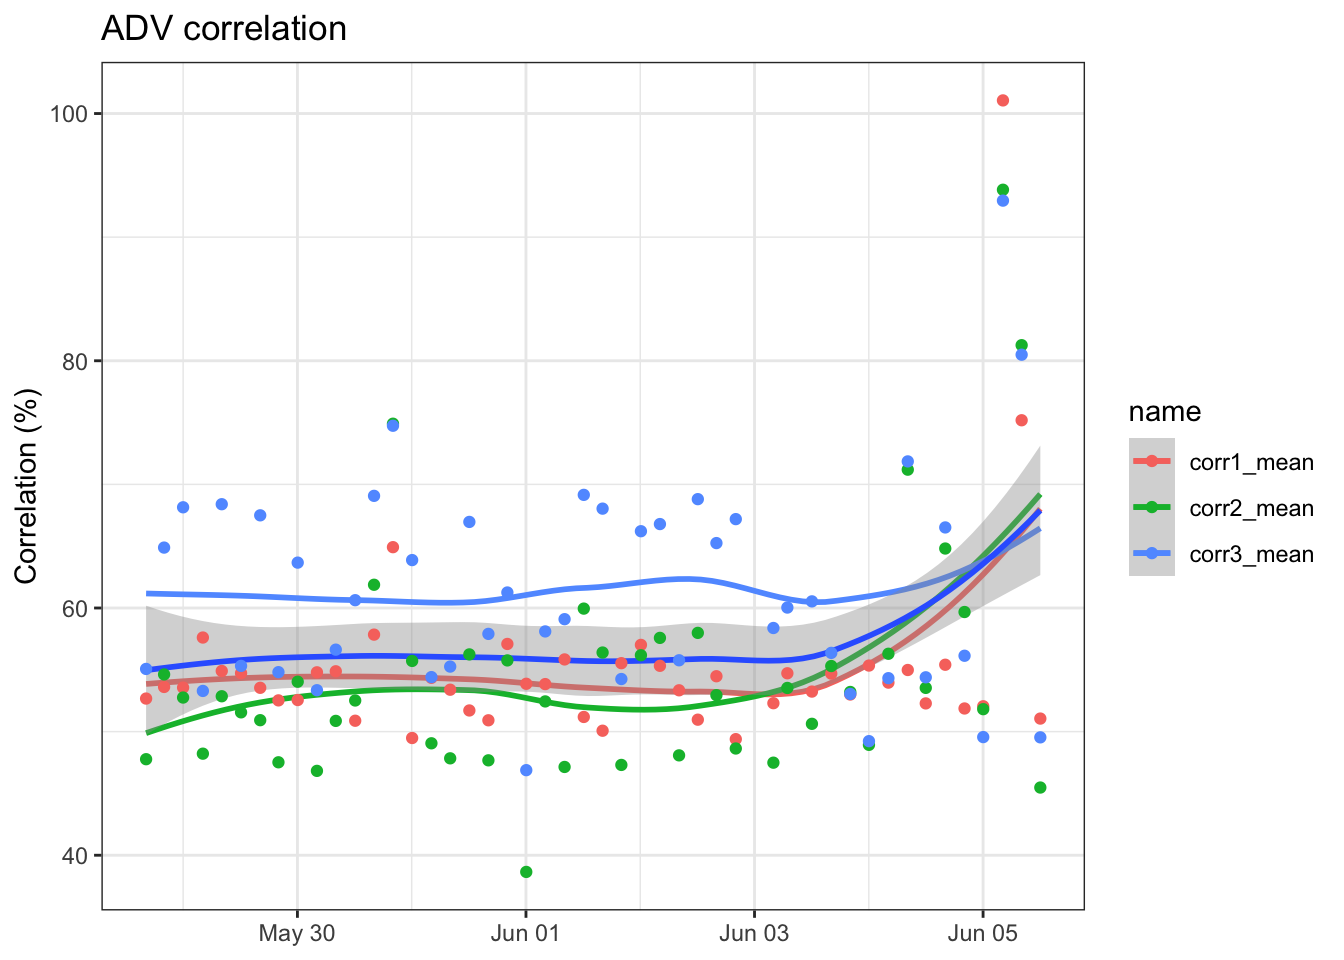 ADV correlation
Correlation (%)
100
80
60
40
May 30
Jun 01
Jun 03
Jun 05
name
corr1_mean
corr2_mean
corr3_mean